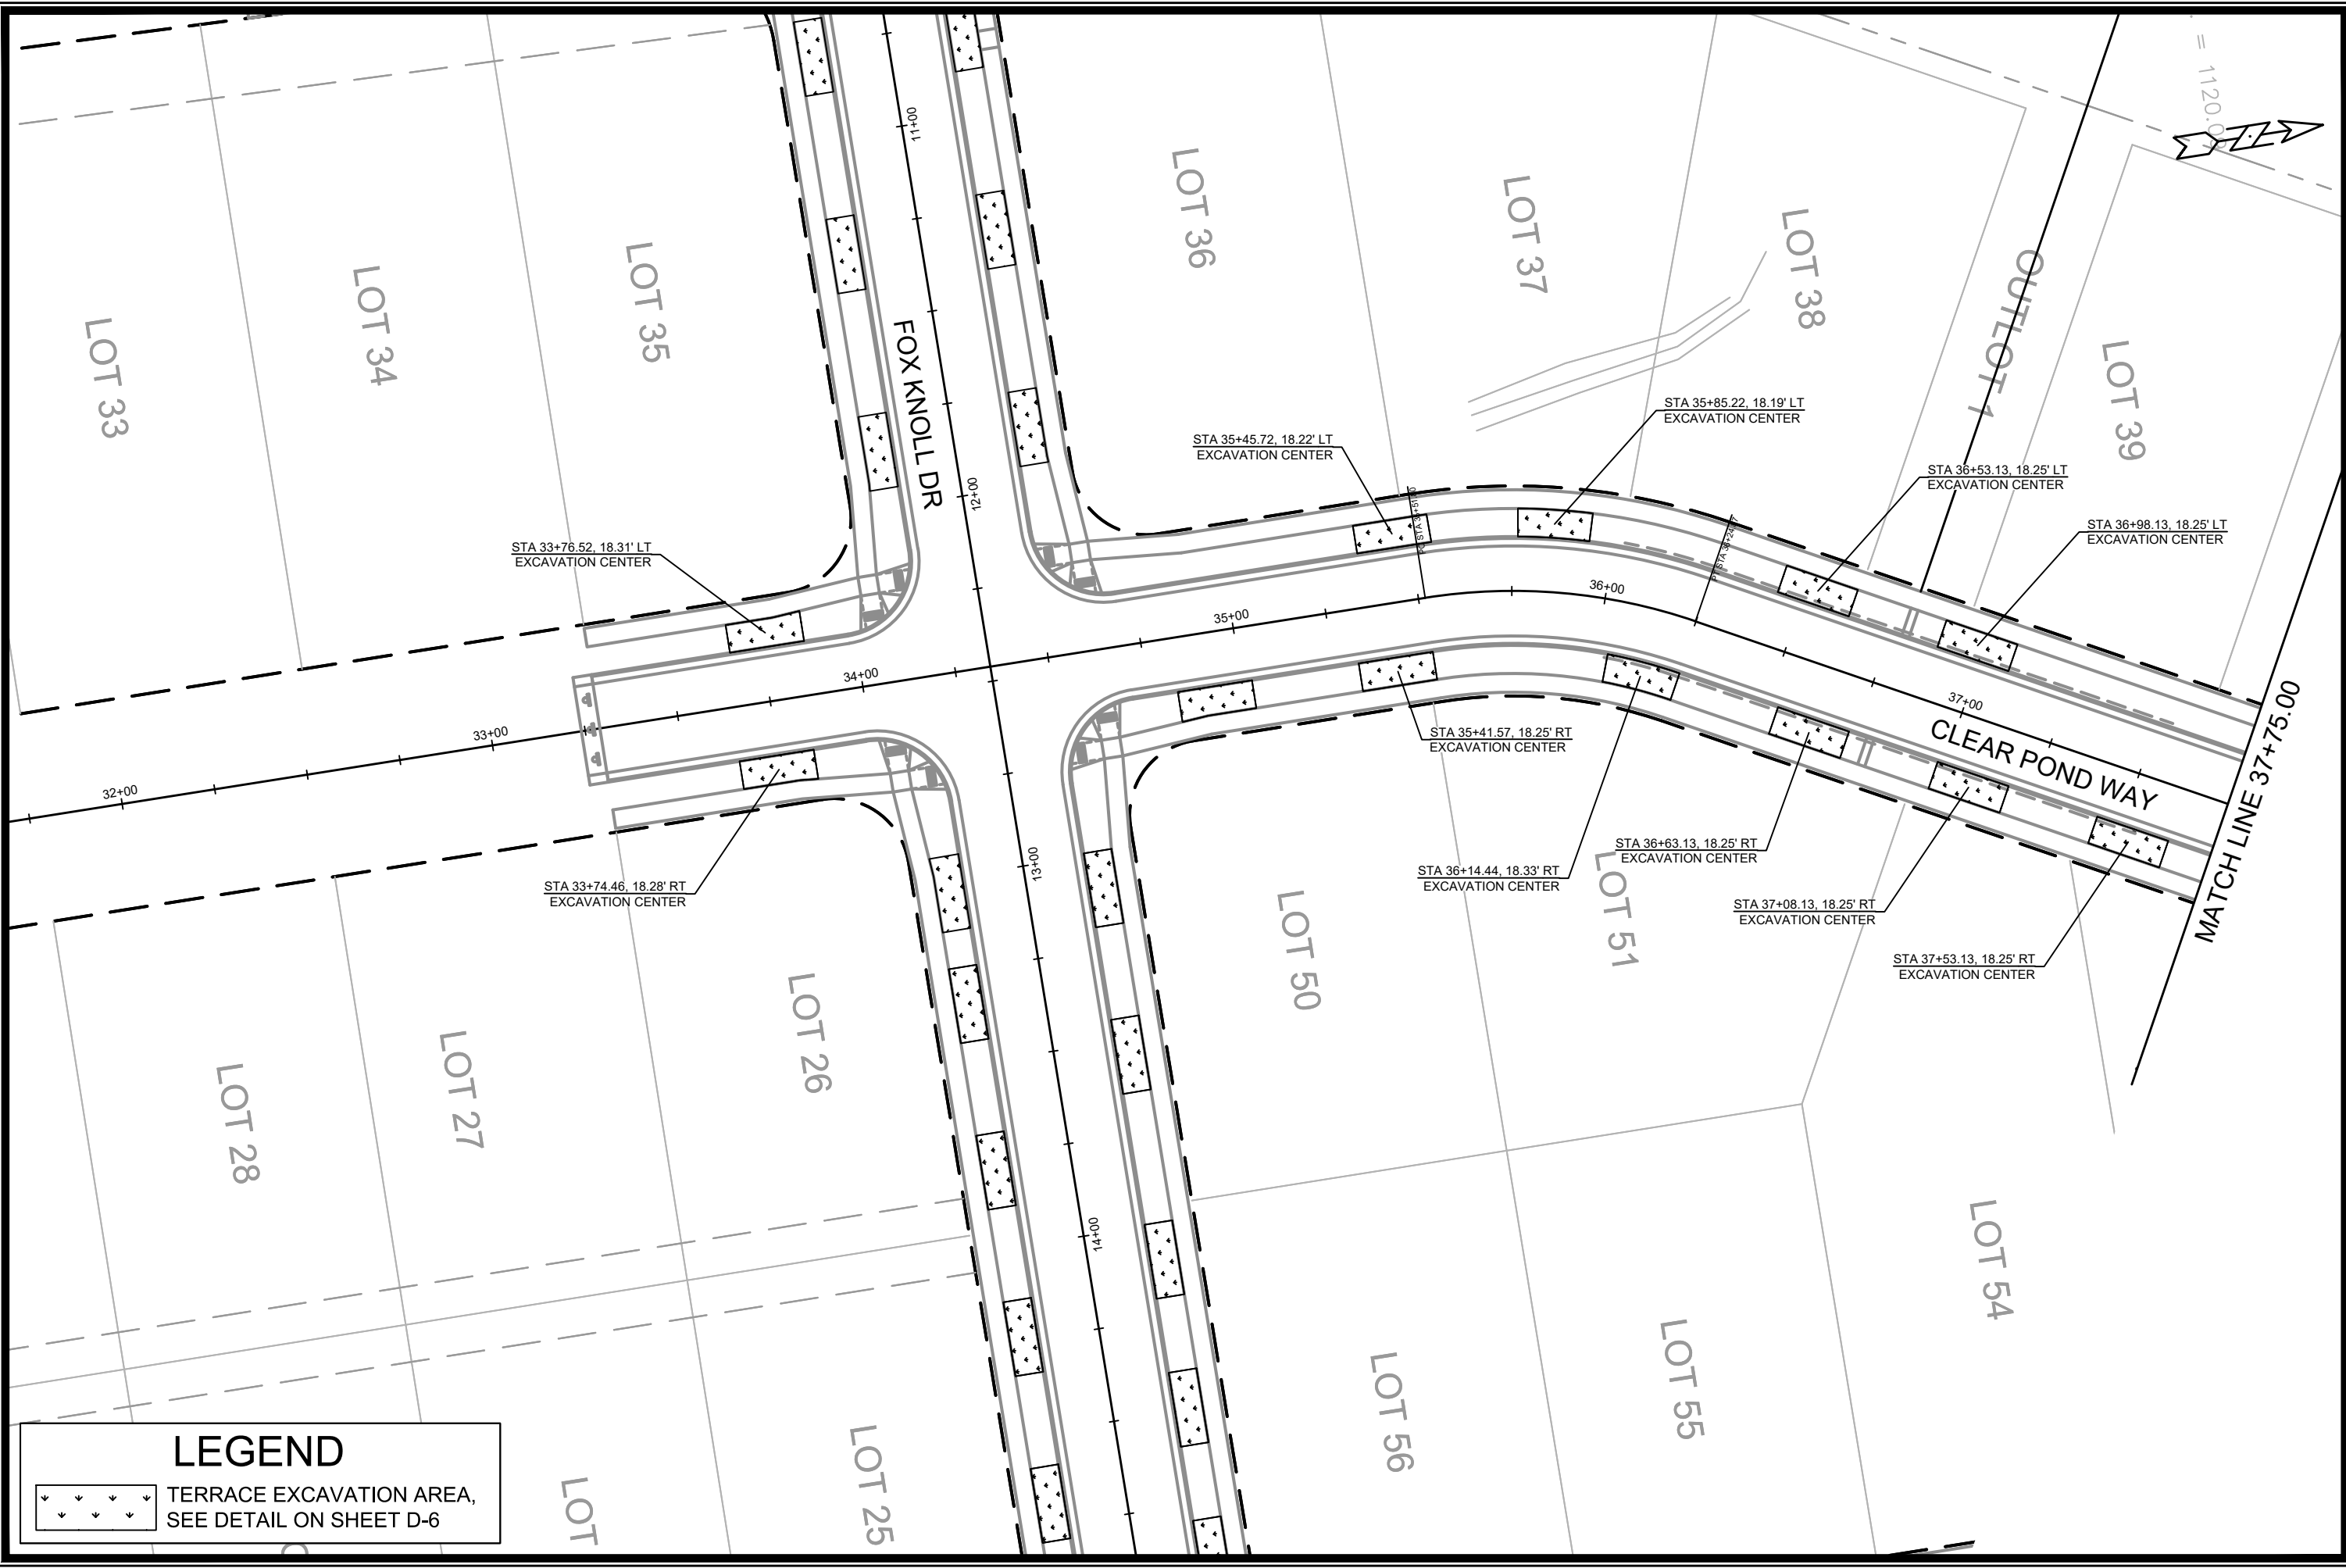 = 1120.0
11+00
LOT 36
LOT 37
LOT 38
OUTLOT 1
LOT 39
LOT 35
LOT 34
LOT 33
FOX KNOLL DR
12+00
STA 35+85.22, 18.19' LT
EXCAVATION CENTER
STA 35+45.72, 18.22' LT
EXCAVATION CENTER
STA 36+53.13, 18.25' LT
EXCAVATION CENTER
STA 36+98.13, 18.25' LT
EXCAVATION CENTER
STA 33+76.52, 18.31' LT
EXCAVATION CENTER
32+00
33+00
34+00
35+00
36+00
37+00
CLEAR POND WAY
MATCH LINE 37+75.00
STA 35+41.57, 18.25' RT
EXCAVATION CENTER
STA 36+14.44, 18.33' RT
EXCAVATION CENTER
STA 36+63.13, 18.25' RT
EXCAVATION CENTER
STA 37+08.13, 18.25' RT
EXCAVATION CENTER
STA 37+53.13, 18.25' RT
EXCAVATION CENTER
STA 33+74.46, 18.28' RT
EXCAVATION CENTER
13+00
14+00
LOT 50
LOT 51
LOT 26
LOT 27
LOT 28
LOT 54
LOT 55
LOT 56
LOT 25
LOT
LEGEND
TERRACE EXCAVATION AREA,
SEE DETAIL ON SHEET D-6